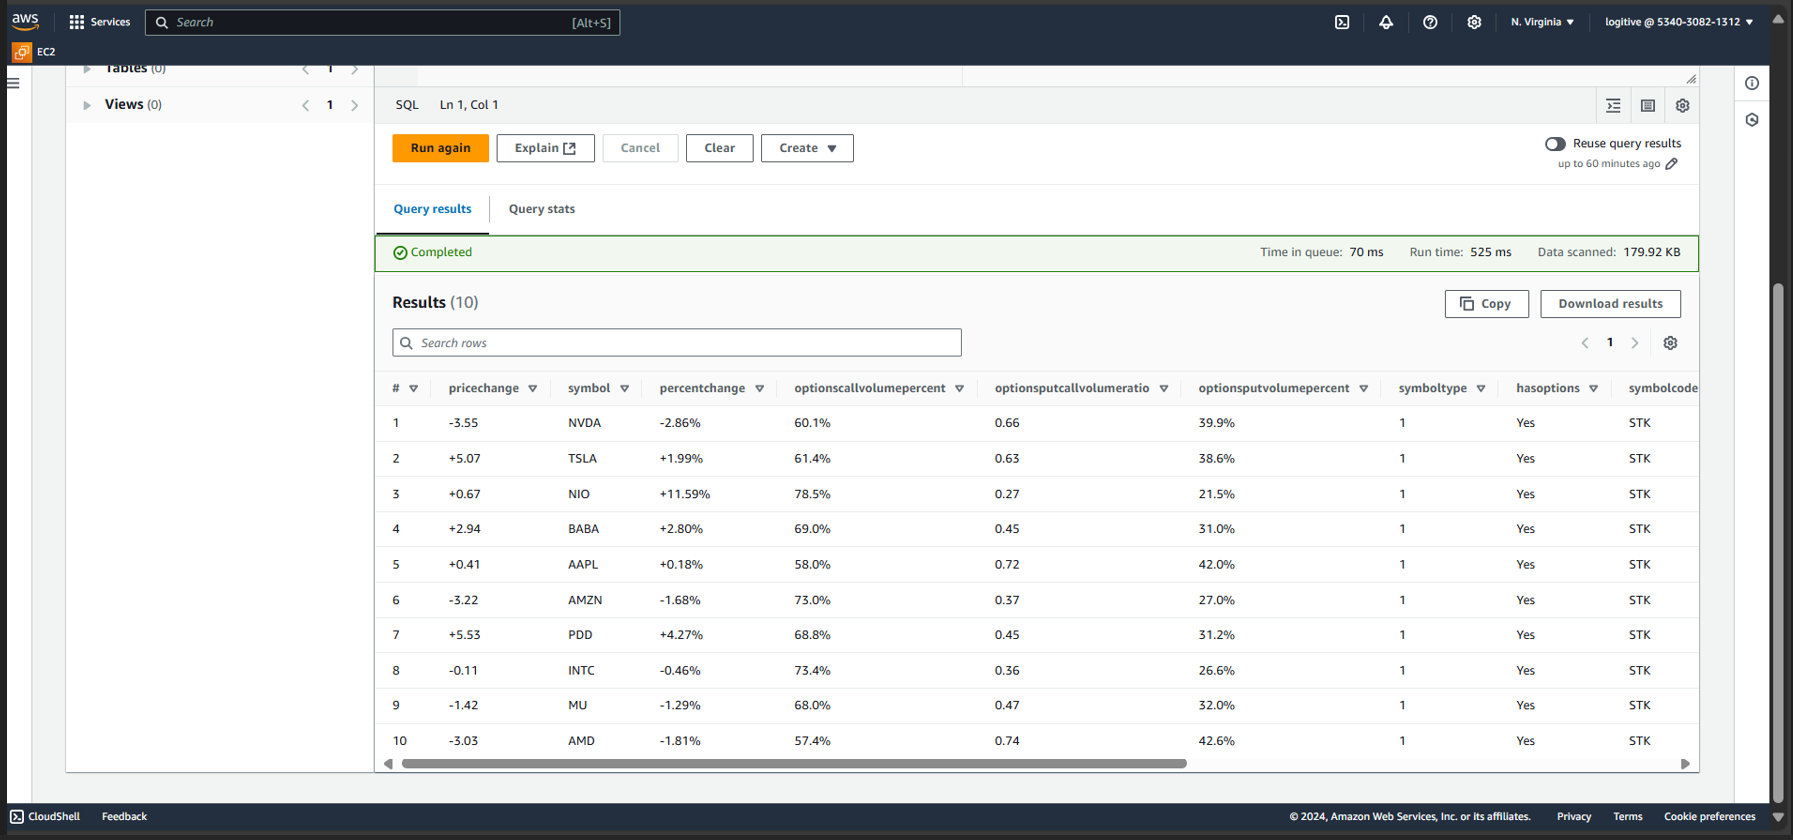 aws Services Search [Alt+S] N. Virginia logitive @ 5340-3082-1312
EC2
Tables (0) 1
Views (0) 1
SQL Ln 1, Col 1
Run again Explain Cancel Clear Create
Reuse query results
up to 60 minutes ago
Query results Query stats
Completed Time in queue: 70 ms Run time: 525 ms Data scanned: 179.92 KB
Results (10) Copy Download results
Search rows 1
# pricechange symbol percentchange optionscallvolumepercent optionsputcallvolumeratio optionsputvolumepercent symboltype hasoptions symbolcode
1 -3.55 NVDA -2.86% 60.1% 0.66 39.9% 1 Yes STK
2 +5.07 TSLA +1.99% 61.4% 0.63 38.6% 1 Yes STK
3 +0.67 NIO +11.59% 78.5% 0.27 21.5% 1 Yes STK
4 +2.94 BABA +2.80% 69.0% 0.45 31.0% 1 Yes STK
5 +0.41 AAPL +0.18% 58.0% 0.72 42.0% 1 Yes STK
6 -3.22 AMZN -1.68% 73.0% 0.37 27.0% 1 Yes STK
7 +5.53 PDD +4.27% 68.8% 0.45 31.2% 1 Yes STK
8 -0.11 INTC -0.46% 73.4% 0.36 26.6% 1 Yes STK
9 -1.42 MU -1.29% 68.0% 0.47 32.0% 1 Yes STK
10 -3.03 AMD -1.81% 57.4% 0.74 42.6% 1 Yes STK
CloudShell Feedback © 2024, Amazon Web Services, Inc. or its affiliates. Privacy Terms Cookie preferences